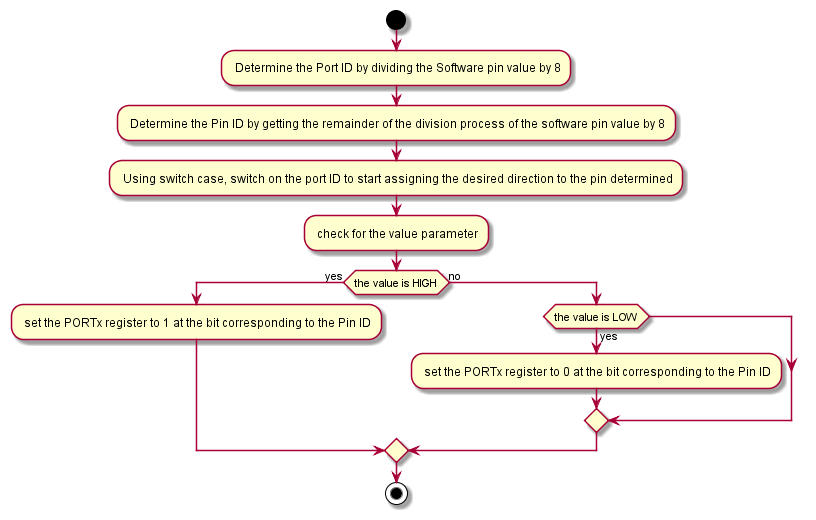 Determine the Port ID by dividing the Software pin value by 8
Determine the Pin ID by getting the remainder of the division process of the software pin value by 8
Using switch case, switch on the port ID to start assigning the desired direction to the pin determined
check for the value parameter
yes
the value is HIGH
no
set the PORTx register to 1 at the bit corresponding to the Pin ID
the value is LOW
yes
set the PORTx register to 0 at the bit corresponding to the Pin ID